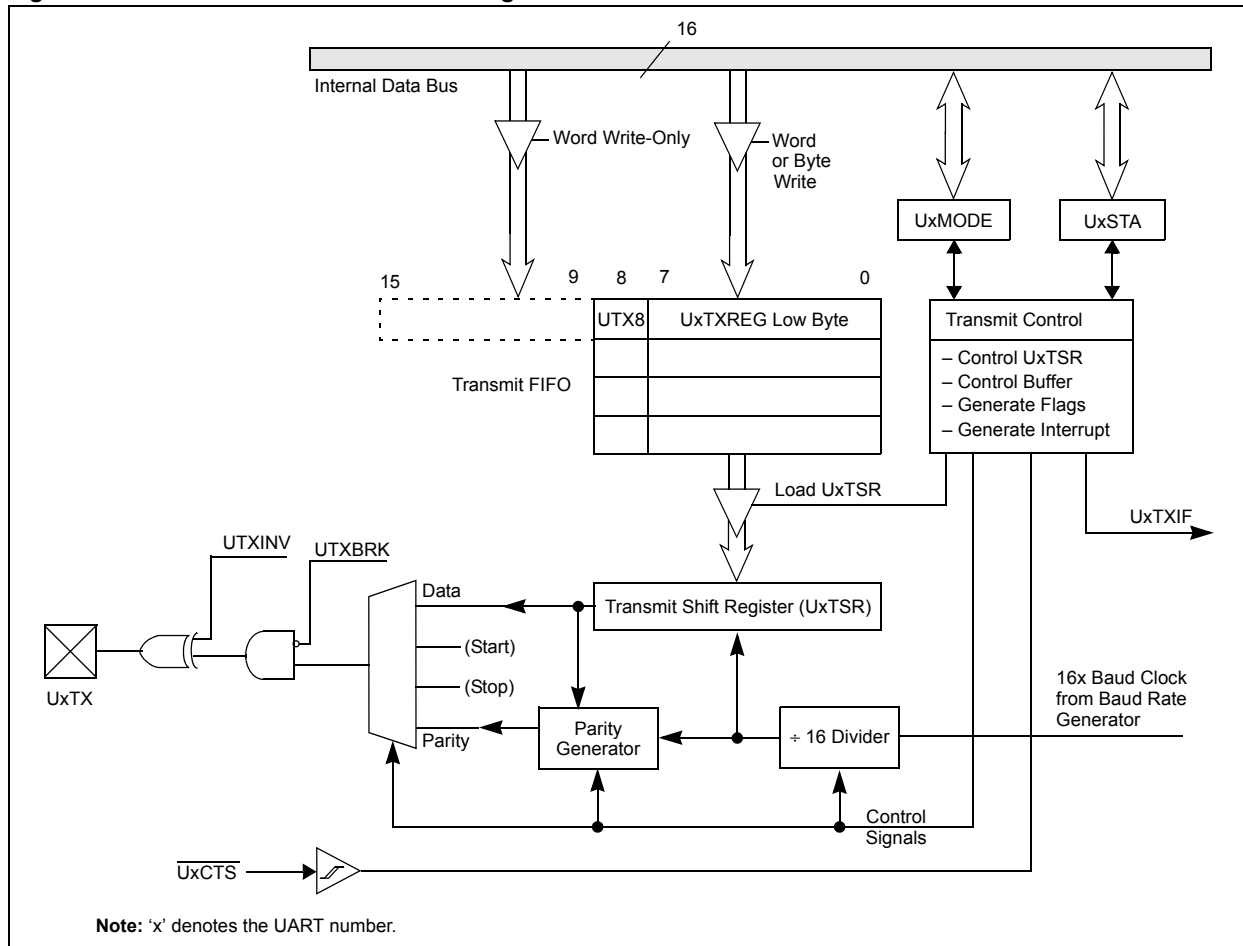 16
Internal Data Bus
Word Write-Only
Word
or Byte
Write
UxMODE
UxSTA
15
9
8
7
0
UTX8
UxTXREG Low Byte
Transmit Control
– Control UxTSR
– Control Buffer
– Generate Flags
– Generate Interrupt
Transmit FIFO
Load UxTSR
UxTXIF
UTXINV
UTXBRK
Data
Transmit Shift Register (UxTSR)
(Start)
(Stop)
UxTX
16x Baud Clock
from Baud Rate
Generator
Parity
Parity
Generator
÷ 16 Divider
Control
Signals
UxCTS
Note: ‘x’ denotes the UART number.